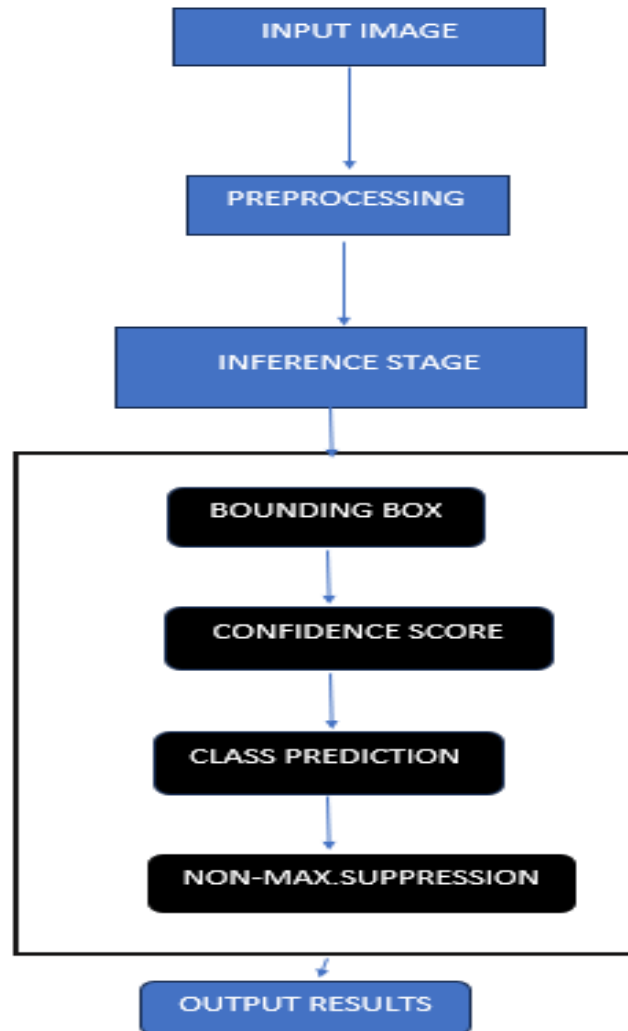 INPUT IMAGE
PREPROCESSING
INFERENCE STAGE
BOUNDING BOX
CONFIDENCE SCORE
CLASS PREDICTION
NON-MAX.SUPPRESSION
OUTPUT RESULTS